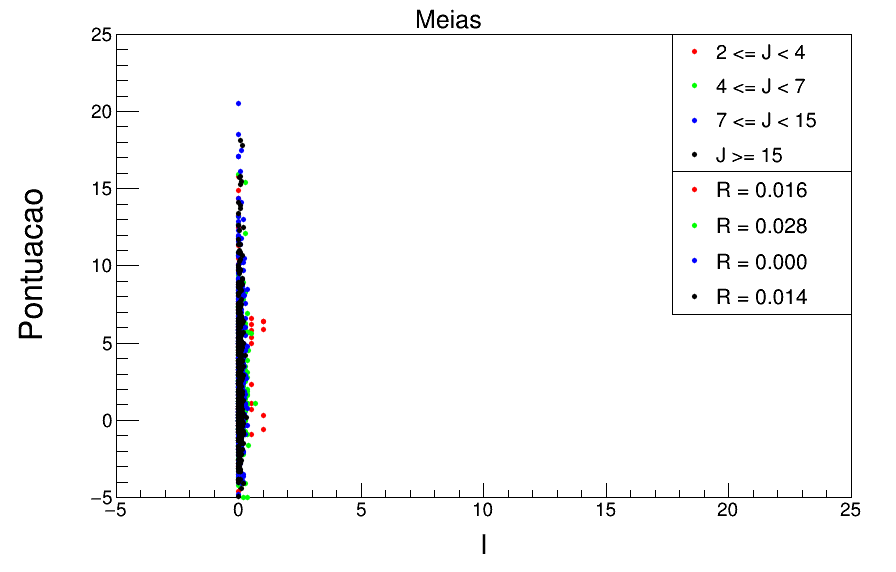 Meias
25
20
15
10
5
0
−5
Pontuacao
2 <= J < 4
4 <= J < 7
7 <= J < 15
J >= 15
R = 0.016
R = 0.028
R = 0.000
R = 0.014
−5 0 5 10 15 20 25
I